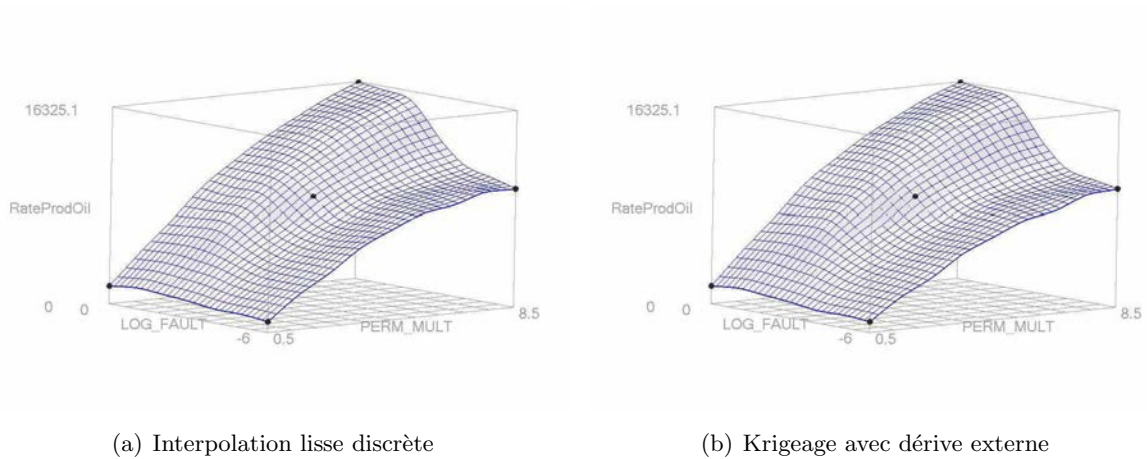 16325.1
RateProdOil
0
0
LOG_FAULT
-6
0.5
PERM_MULT
8.5
(a) Interpolation lisse discrète
16325.1
RateProdOil
0
0
LOG_FAULT
-6
0.5
PERM_MULT
8.5
(b) Krigeage avec dérive externe